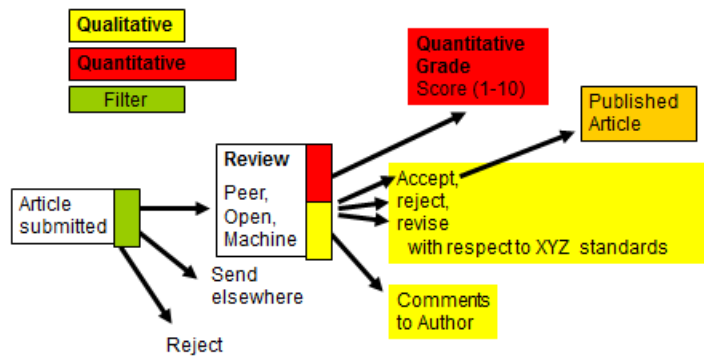 Qualitative
Quantitative
Filter
Quantitative
Grade
Score (1-10)
Published
Article
Review
Peer,
Open,
Machine
Accept,
reject,
revise
with respect to XYZ standards
Article
submitted
Send
elsewhere
Comments
to Author
Reject